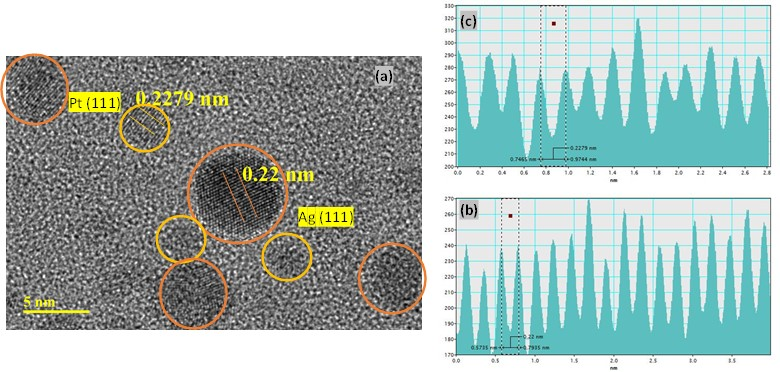 (a)
Pt (111)
0.2279 nm
0.22 nm
Ag (111)
5 nm
(c)
330
320
310
300
290
280
270
260
250
240
230
220
210
200
0.2279 nm
0.7465 nm
0.9744 nm
0.0 0.2 0.4 0.6 0.8 1.0 1.2 1.4 1.6 1.8 2.0 2.2 2.4 2.6 2.8
nm
(b)
270
260
250
240
230
220
210
200
190
180
170
0.22 nm
0.5735 nm
0.7935 nm
0.0 0.5 1.0 1.5 2.0 2.5 3.0 3.5
nm